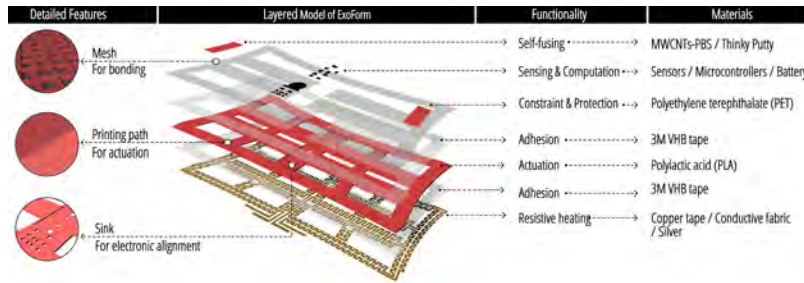 Detailed Features
Layered Model of ExoForm
Functionality
Materials
Mesh
For bonding
Printing path
For actuation
Sink
For electronic alignment
Self-fusing
MWCNTs-PBS / Thinky Putty
Sensing & Computation
Sensors / Microcontrollers / Battery
Constraint & Protection
Polyethylene terephthalate (PET)
Adhesion
3M VHB tape
Actuation
Polylactic acid (PLA)
Adhesion
3M VHB tape
Resistive heating
Copper tape / Conductive fabric
/ Silver